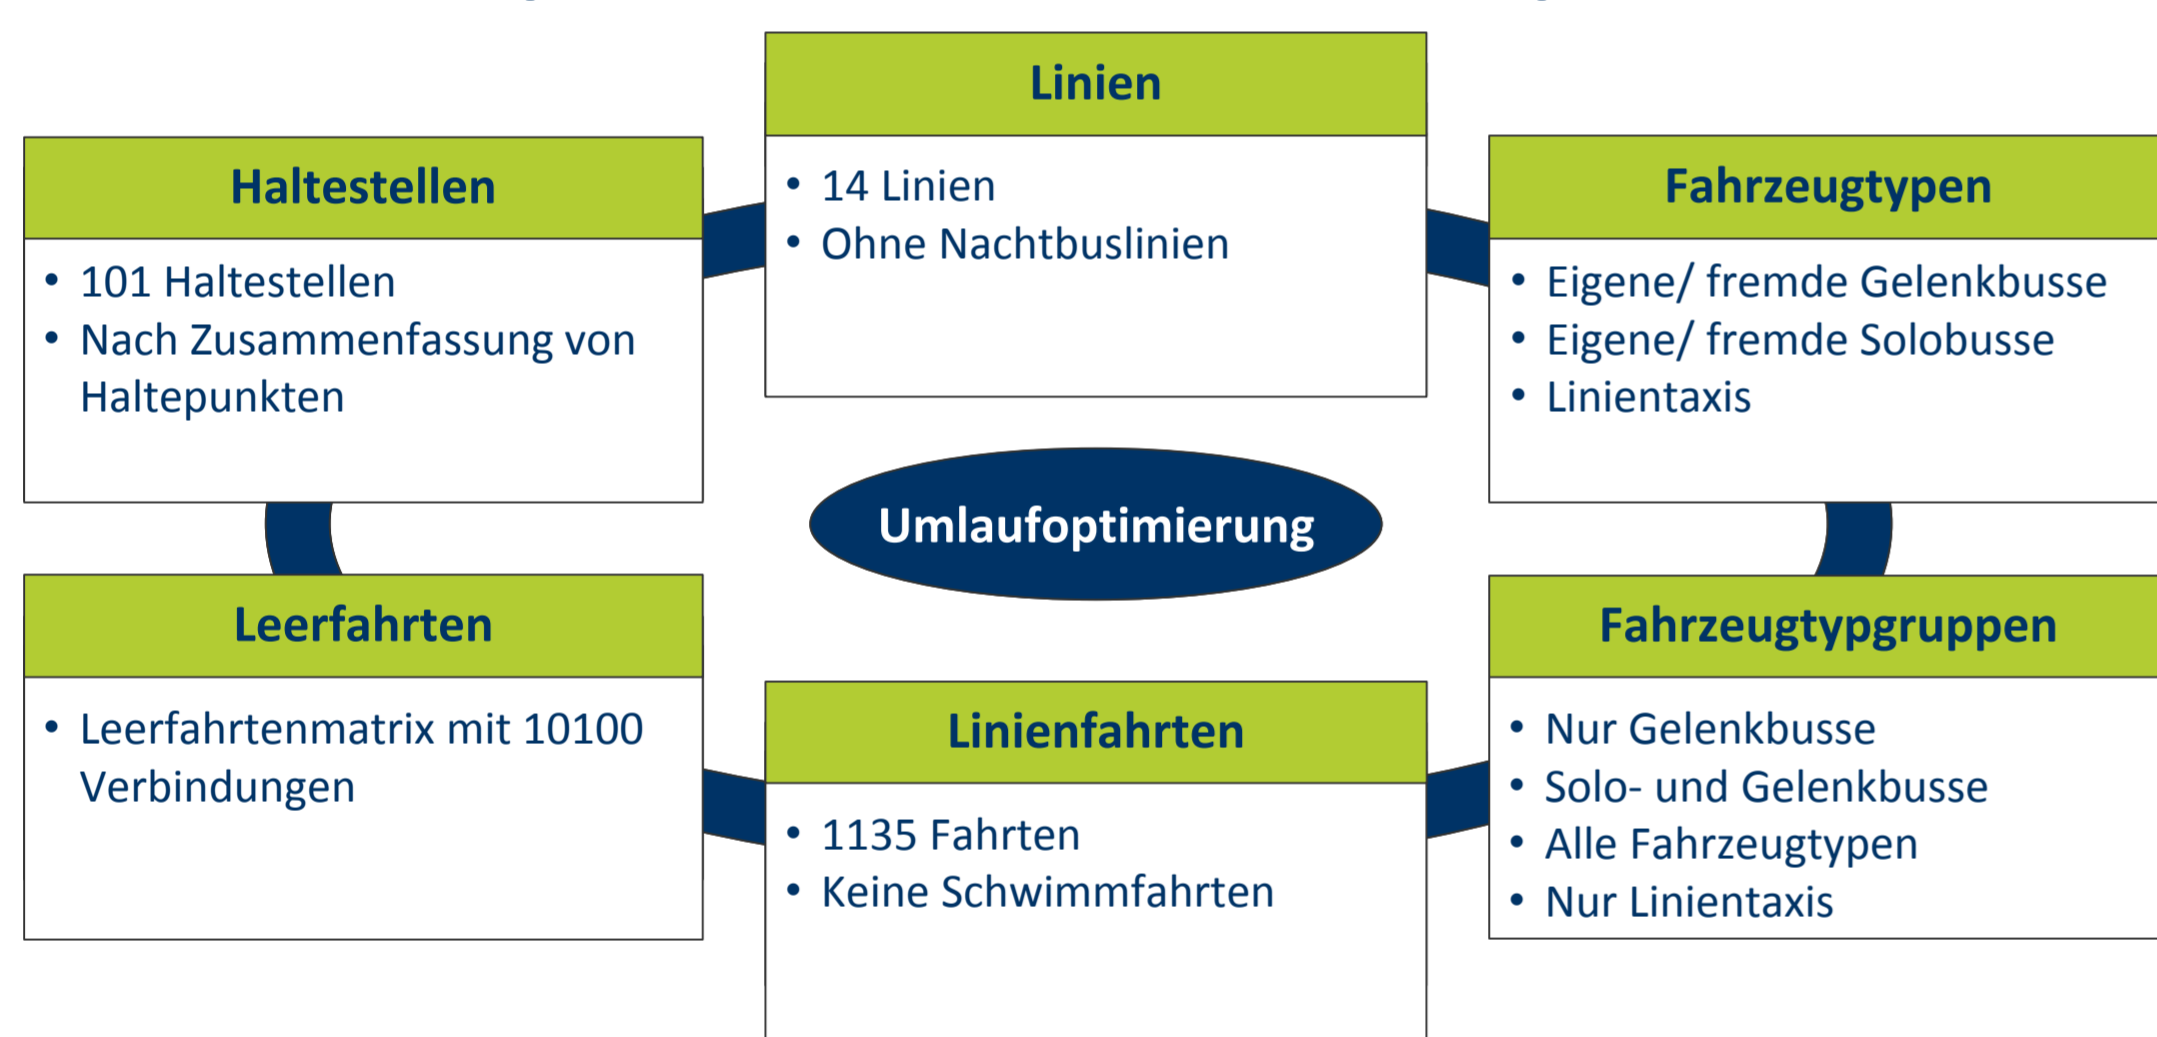 Linien
• 14 Linien
• Ohne Nachtbuslinien
Haltestellen
• 101 Haltestellen
• Nach Zusammenfassung von
Haltepunkten
Fahrzeugtypen
• Eigene/ fremde Gelenkbusse
• Eigene/ fremde Solobusse
• Linientaxis
Umlaufoptimierung
Leerfahrten
• Leerfahrtenmatrix mit 10100
Verbindungen
Linienfahrten
• 1135 Fahrten
• Keine Schwimmfahrten
Fahrzeugtypgruppen
• Nur Gelenkbusse
• Solo- und Gelenkbusse
• Alle Fahrzeugtypen
• Nur Linientaxis